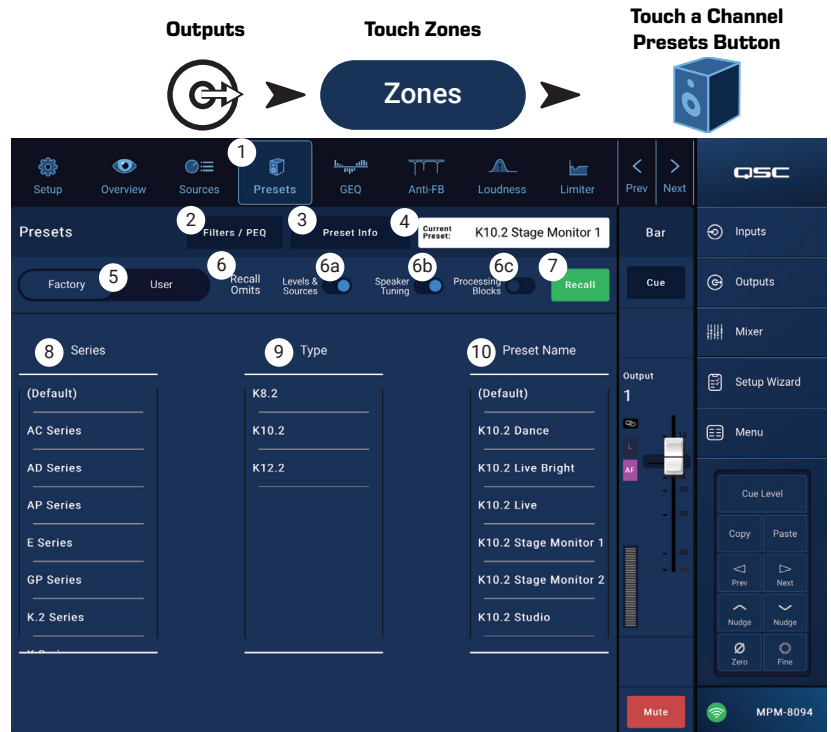 Outputs
Touch Zones
Touch a Channel
Presets Button
Zones
1
Setup
Overview
Sources
Presets
GEQ
Anti-FB
Loudness
Limiter
Prev
Next
QSC
Presets
2
Filters / PEQ
3
Preset Info
4
Current
Preset:
K10.2 Stage Monitor 1
Bar
Inputs
Factory
5
User
6
Recall
Omits
Levels &
Sources
6a
Speaker
Tuning
6b
Processing
Blocks
6c
7
Recall
Cue
Outputs
Mixer
8
Series
9
Type
10
Preset Name
(Default)
AC Series
AD Series
AP Series
E Series
GP Series
K.2 Series
K8.2
K10.2
K12.2
(Default)
K10.2 Dance
K10.2 Live Bright
K10.2 Live
K10.2 Stage Monitor 1
K10.2 Stage Monitor 2
K10.2 Studio
Output
1
L
AF
10
-10
-20
-40
Mute
Setup Wizard
Menu
Cue Level
Copy
Paste
Prev
Next
Nudge
Nudge
Zero
Fine
MPM-8094